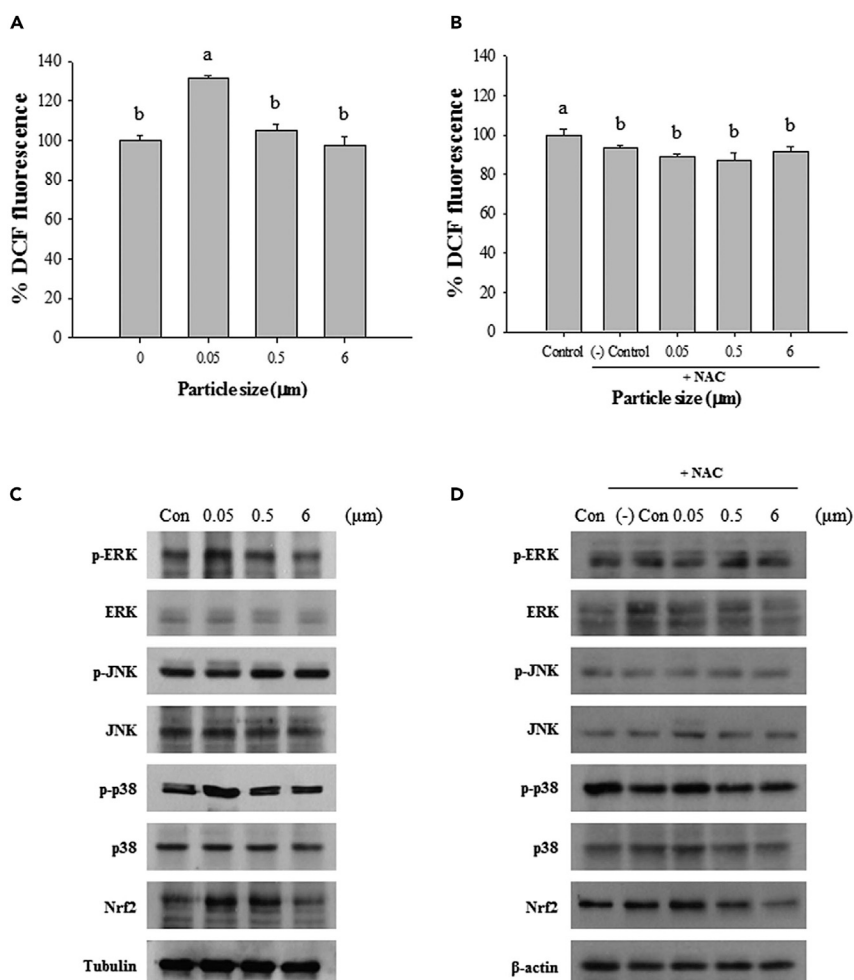 A
B
% DCF fluorescence
140
120
100
80
60
40
20
0
b
a
b
b
0
0.05
0.5
6
Particle size (μm)
% DCF fluorescence
140
120
100
80
60
40
20
0
a
b
b
b
b
Control
(-) Control
0.05
0.5
6
+ NAC
Particle size (μm)
C
Con 0.05 0.5 6 (μm)
p-ERK
ERK
p-JNK
JNK
p-p38
p38
Nrf2
Tubulin
D
+ NAC
Con (-) Con 0.05 0.5 6 (μm)
p-ERK
ERK
p-JNK
JNK
p-p38
p38
Nrf2
β-actin